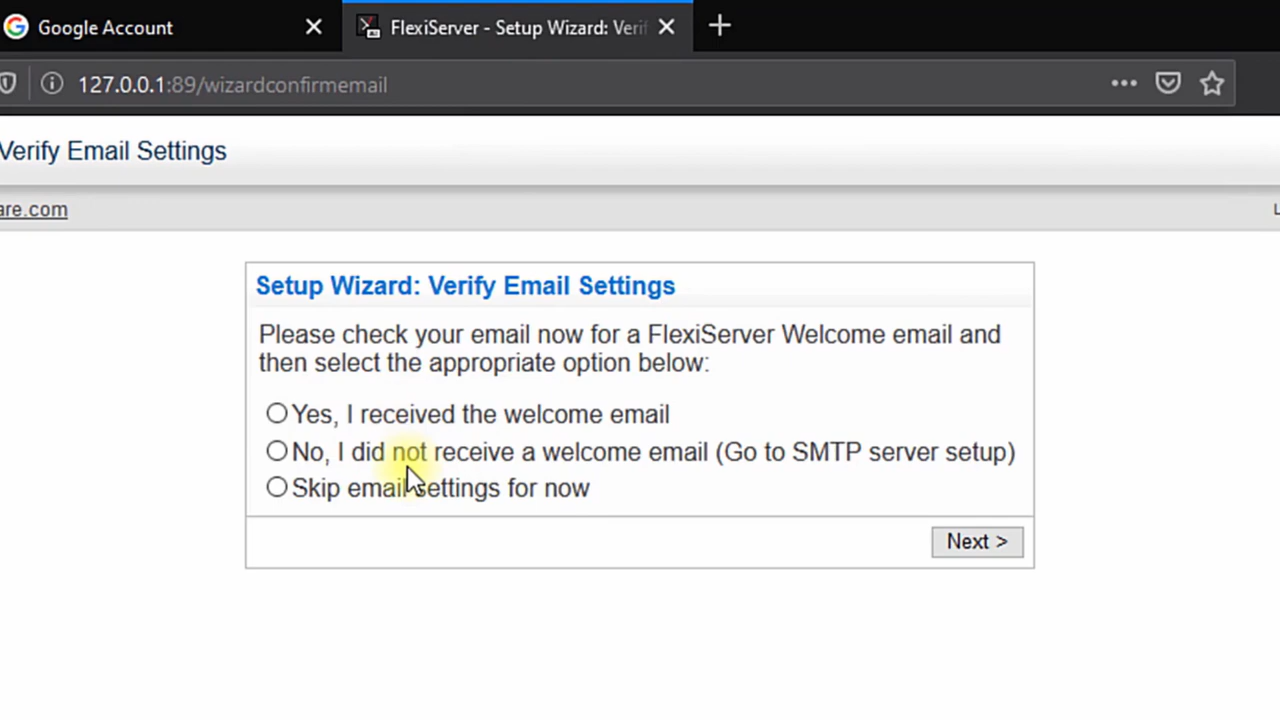 Google Account
FlexiServer - Setup Wizard: Veri
127.0.0.1:89/wizardconfirmemail
Verify Email Settings
are.com
L
Setup Wizard: Verify Email Settings
Please check your email now for a FlexiServer Welcome email and
then select the appropriate option below:
Yes, I received the welcome email
No, I did not receive a welcome email (Go to SMTP server setup)
Skip email settings for now
Next >